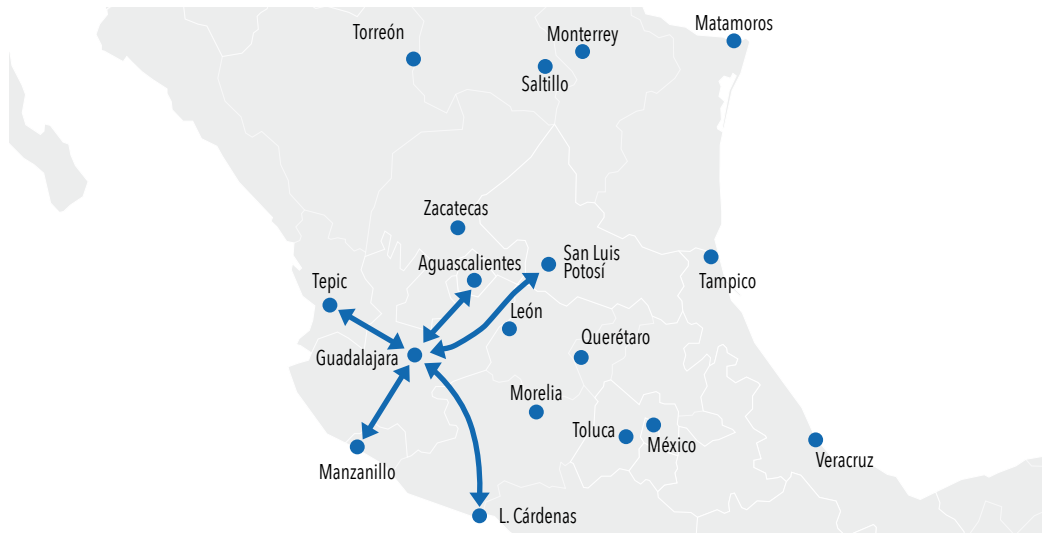 Matamoros
Torreón
Monterrey
Saltillo
Zacatecas
San Luis
Potosí
Aguascalientes
Tepic
Tampico
León
Querétaro
Guadalajara
Morelia
Toluca
México
Veracruz
Manzanillo
L. Cárdenas